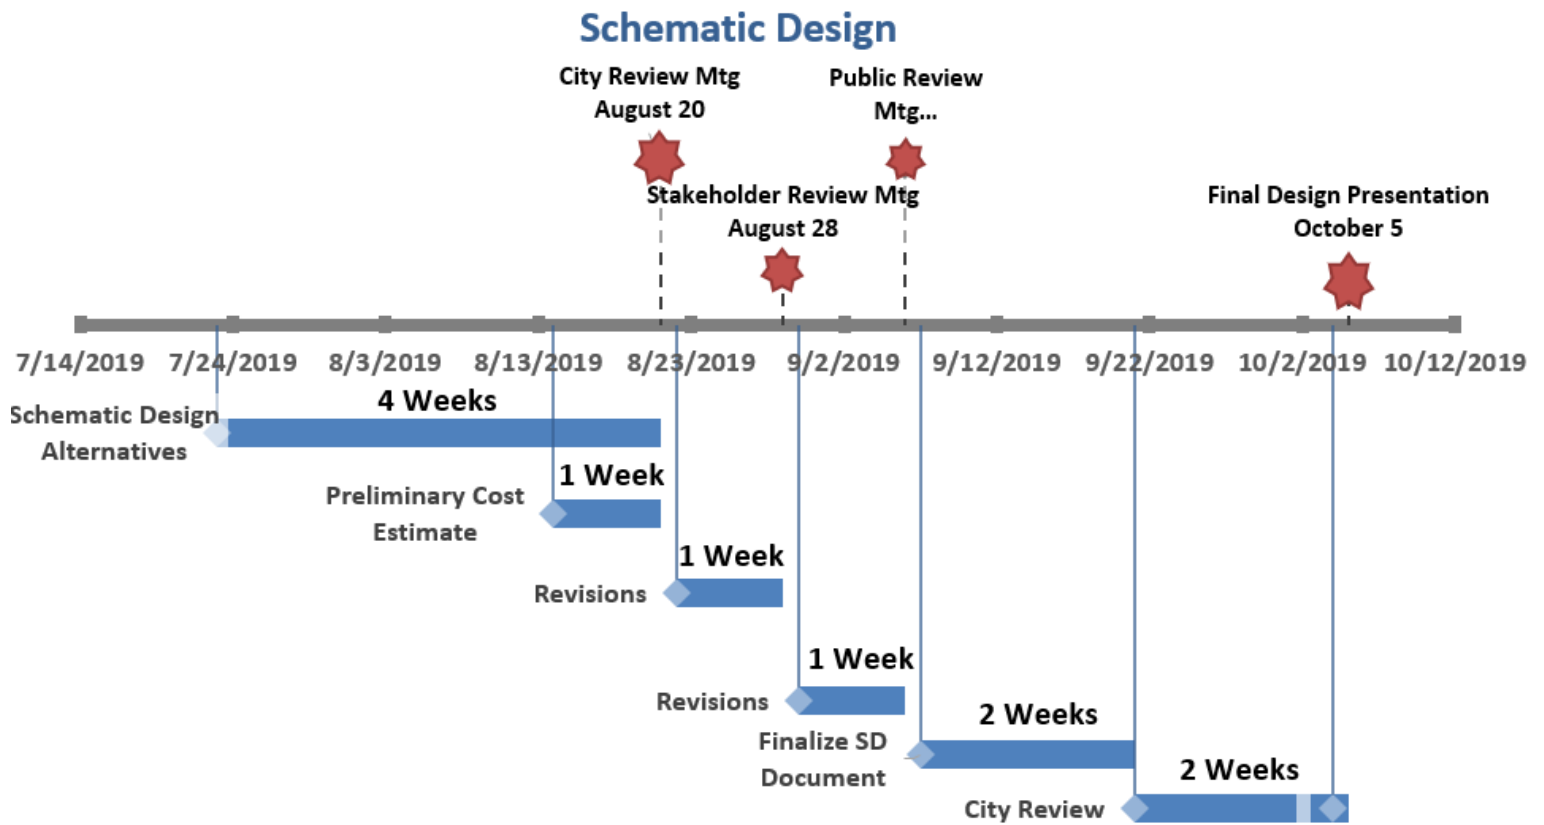 Schematic Design
City Review Mtg
August 20
Public Review
Mtg...
Stakeholder Review Mtg
August 28
Final Design Presentation
October 5
7/14/2019 7/24/2019 8/3/2019 8/13/2019 8/23/2019 9/2/2019 9/12/2019 9/22/2019 10/2/2019 10/12/2019
4 Weeks
Schematic Design
Alternatives
1 Week
Preliminary Cost
Estimate
1 Week
Revisions
1 Week
Revisions
2 Weeks
Finalize SD
Document
2 Weeks
City Review